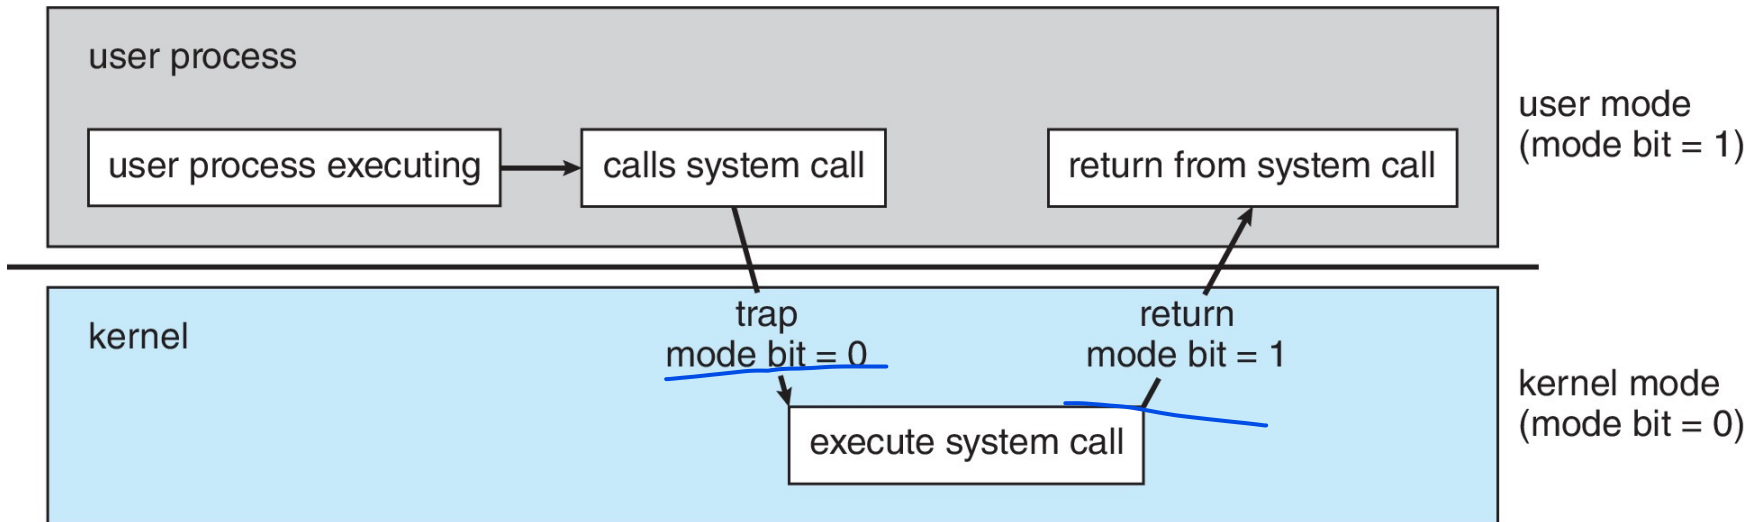 user process
user process executing
calls system call
return from system call
user mode
(mode bit = 1)
kernel
trap
mode bit = 0
return
mode bit = 1
execute system call
kernel mode
(mode bit = 0)